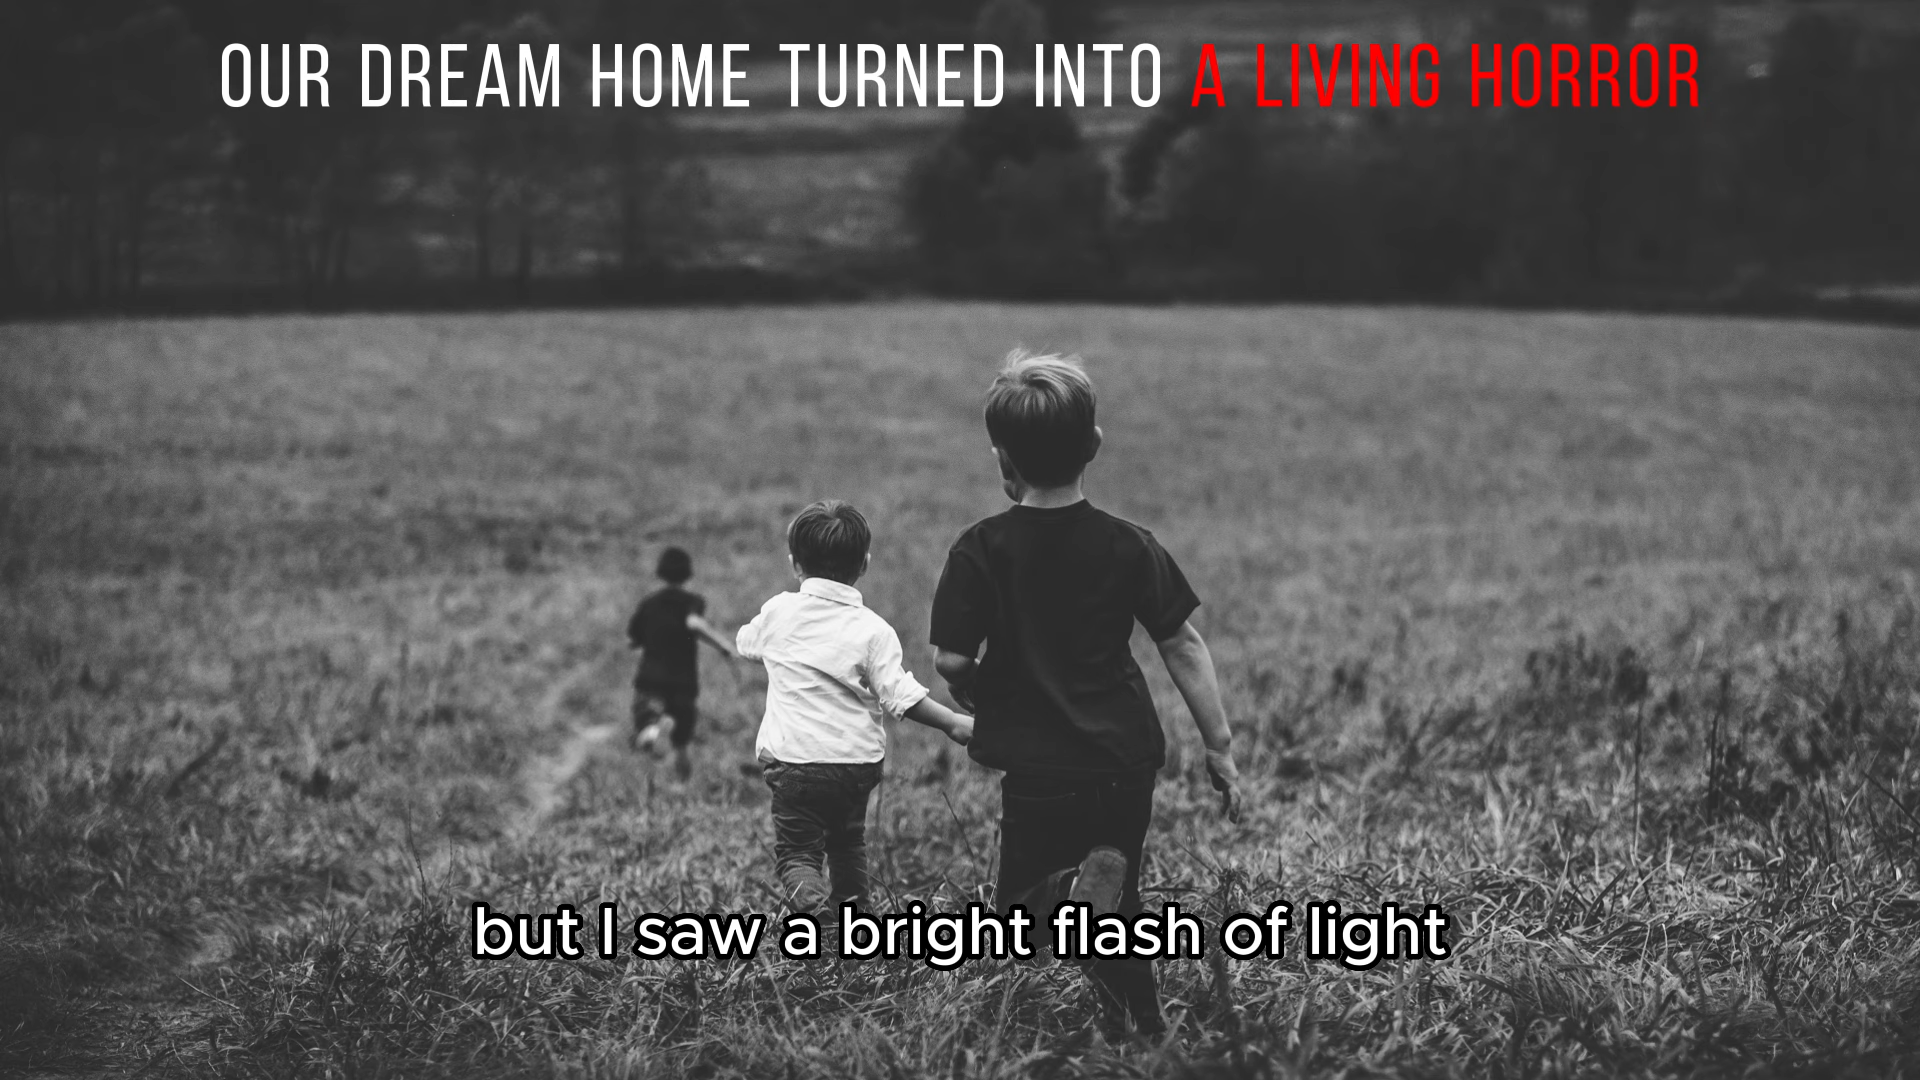 OUR DREAM HOME TURNED INTO A LIVING HORROR
but I saw a bright flash of light